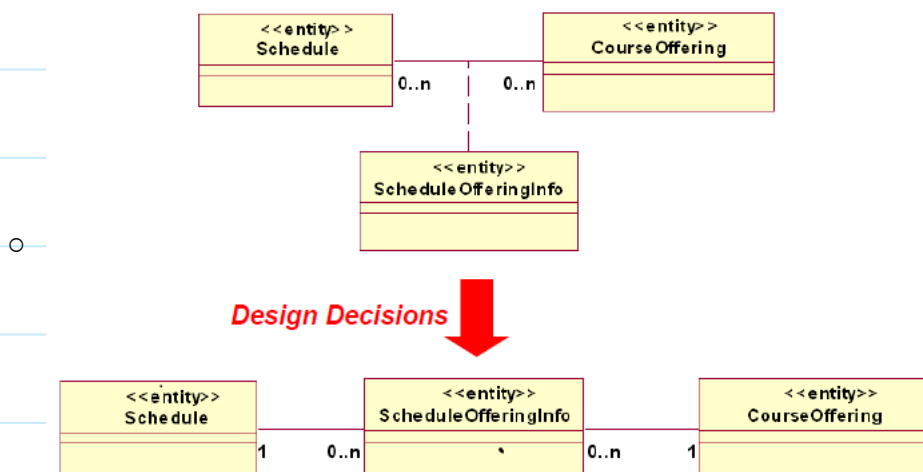 <<entity>>
Schedule
<<entity>>
CourseOffering
0..n
0..n
<<entity>>
ScheduleOfferingInfo
Design Decisions
<<entity>>
Schedule
<<entity>>
ScheduleOfferingInfo
<<entity>>
CourseOffering
1
0..n
0..n
1